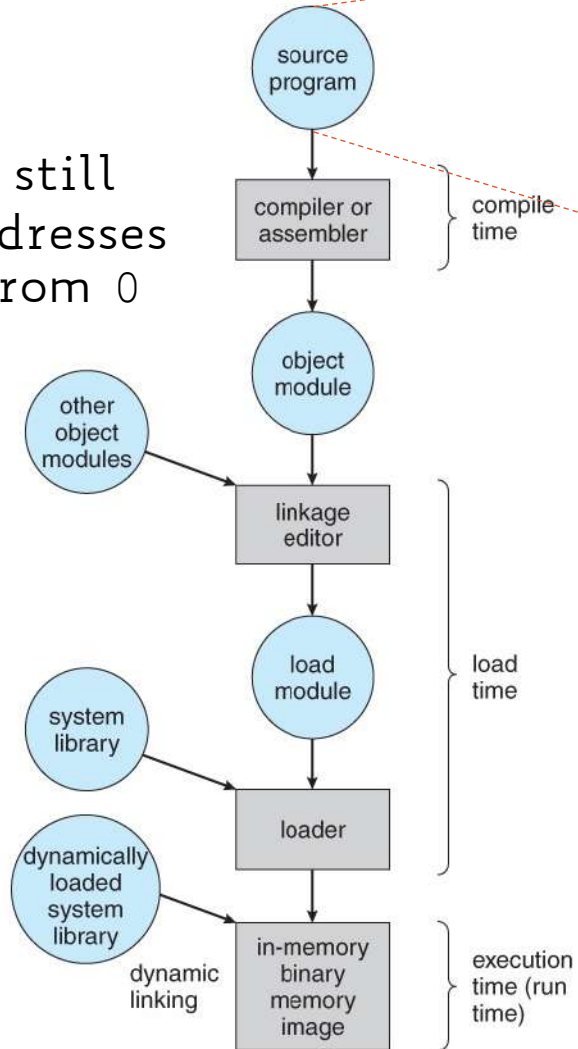 source
program
still
dresses
rom 0
compiler or
assembler
compile
time
object
module
other
object
modules
linkage
editor
load
module
load
time
system
library
loader
dynamically
loaded
system
library
dynamic
linking
in-memory
binary
memory
image
execution
time (run
time)